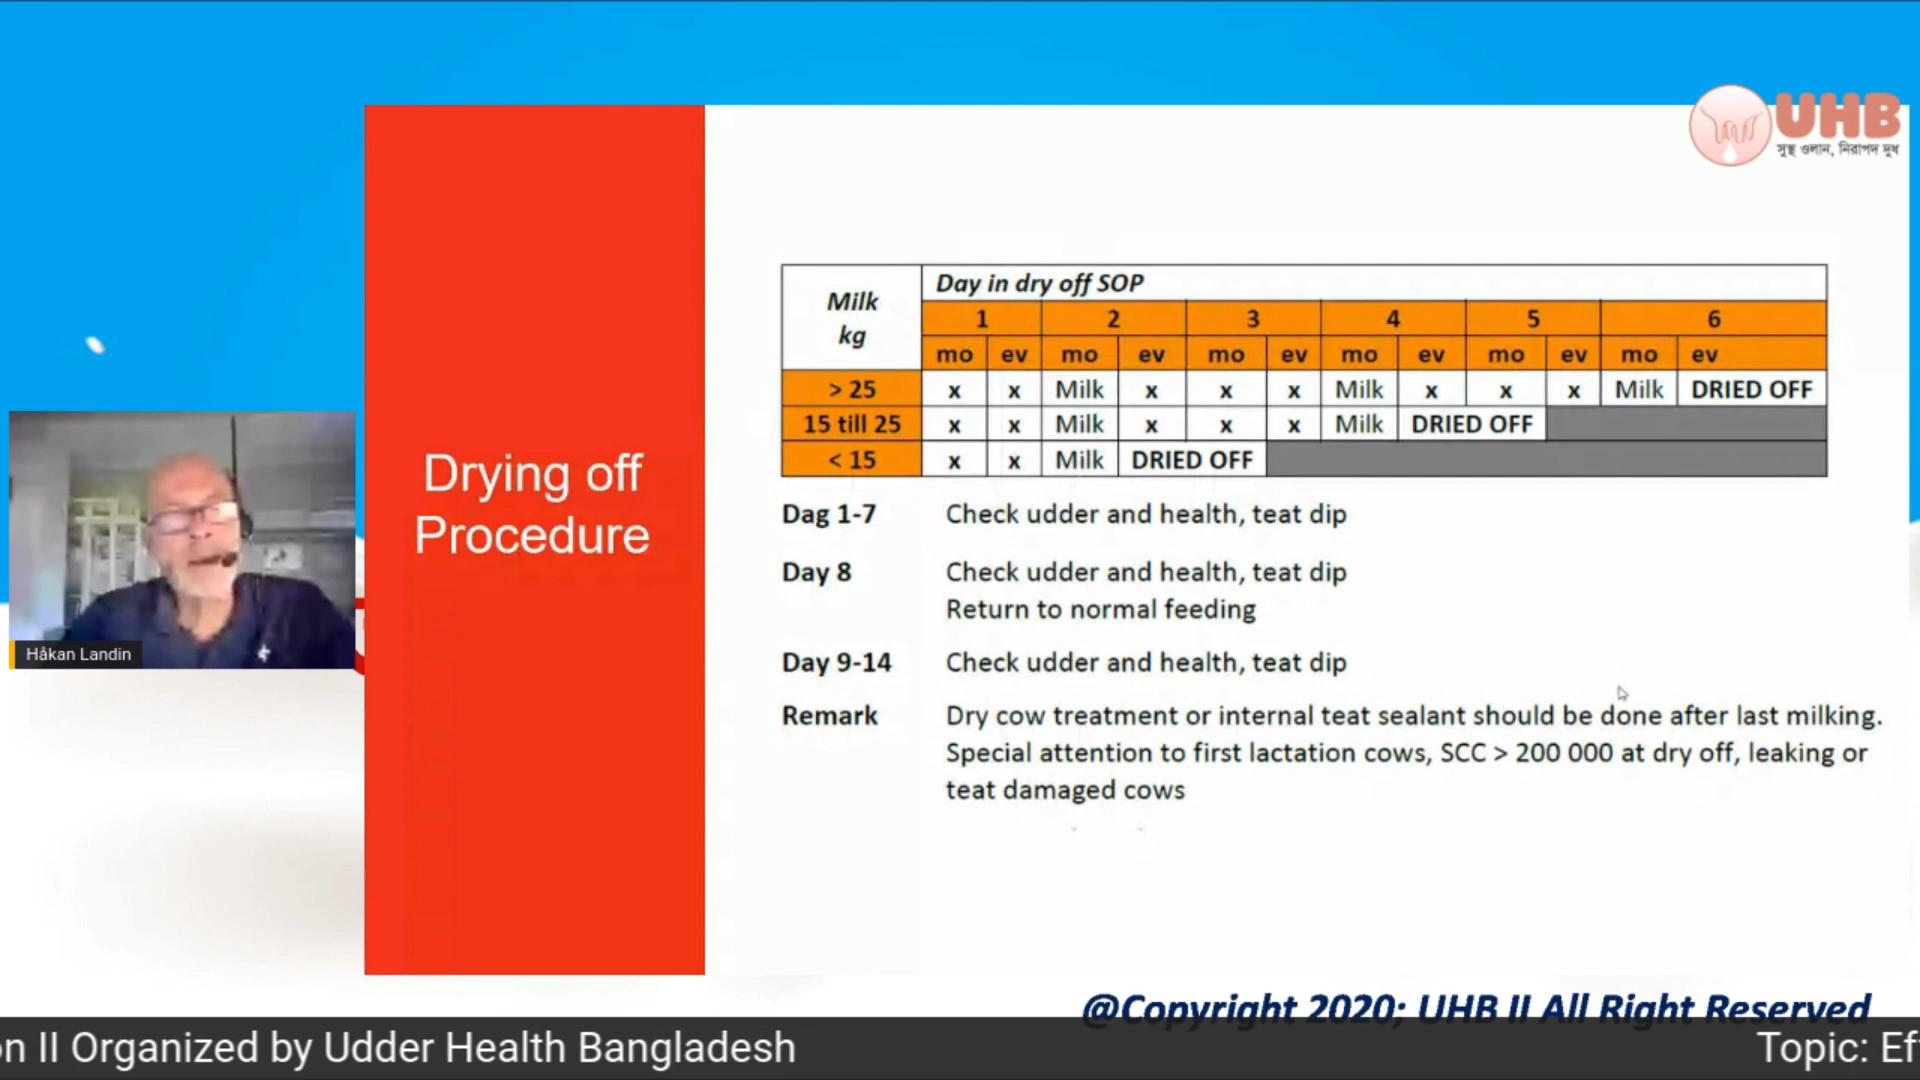 UHB
সুস্থ ওলান, নিরাপদ দুধ
Drying off
Procedure
Milk kg
Day in dry off SOP
1 2 3 4 5 6
mo ev mo ev mo ev mo ev mo ev mo ev
> 25 x x Milk x x x Milk x x x Milk DRIED OFF
15 till 25 x x Milk x x x Milk DRIED OFF
< 15 x x Milk DRIED OFF
Dag 1-7 Check udder and health, teat dip
Day 8 Check udder and health, teat dip
Return to normal feeding
Day 9-14 Check udder and health, teat dip
Remark Dry cow treatment or internal teat sealant should be done after last milking.
Special attention to first lactation cows, SCC > 200 000 at dry off, leaking or
teat damaged cows
Håkan Landin
@Copyright 2020; UHB II All Right Reserved
on II Organized by Udder Health Bangladesh
Topic: